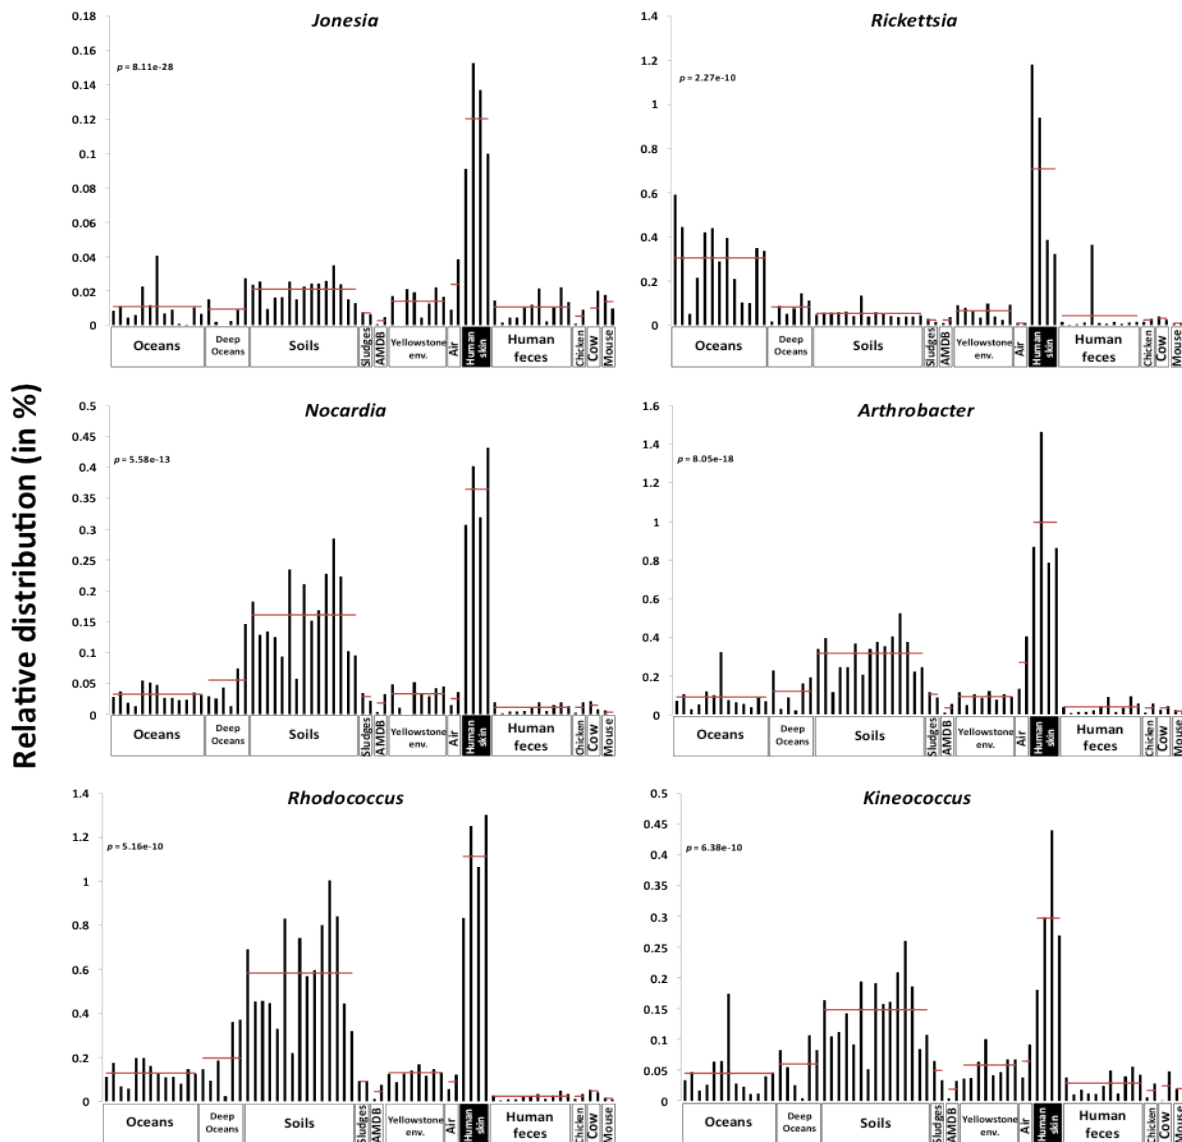 Relative distribution (in %)
Jonesia
p = 8.11e-28
0.18
0.16
0.14
0.12
0.1
0.08
0.06
0.04
0.02
0
Oceans
Deep
Oceans
Soils
Sludges
AMDB
Yellowstone
env.
Air
Human
skin
Human
feces
Chicken
Cow
Mouse
Rickettsia
p = 2.27e-10
1.4
1.2
1
0.8
0.6
0.4
0.2
0
Oceans
Deep
Oceans
Soils
Sludges
AMDB
Yellowstone
env.
Air
Human
skin
Human
feces
Chicken
Cow
Mouse
Nocardia
p = 5.58e-13
0.5
0.45
0.4
0.35
0.3
0.25
0.2
0.15
0.1
0.05
0
Oceans
Deep
Oceans
Soils
Sludges
AMDB
Yellowstone
env.
Air
Human
skin
Human
feces
Chicken
Cow
Mouse
Arthrobacter
p = 8.05e-18
1.6
1.4
1.2
1
0.8
0.6
0.4
0.2
0
Oceans
Deep
Oceans
Soils
Sludges
AMDB
Yellowstone
env.
Air
Human
skin
Human
feces
Chicken
Cow
Mouse
Rhodococcus
p = 5.16e-10
1.4
1.2
1
0.8
0.6
0.4
0.2
0
Oceans
Deep
Oceans
Soils
Sludges
AMDB
Yellowstone
env.
Air
Human
skin
Human
feces
Chicken
Cow
Mouse
Kineococcus
p = 6.38e-10
0.5
0.45
0.4
0.35
0.3
0.25
0.2
0.15
0.1
0.05
0
Oceans
Deep
Oceans
Soils
Sludges
AMDB
Yellowstone
env.
Air
Human
skin
Human
feces
Chicken
Cow
Mouse